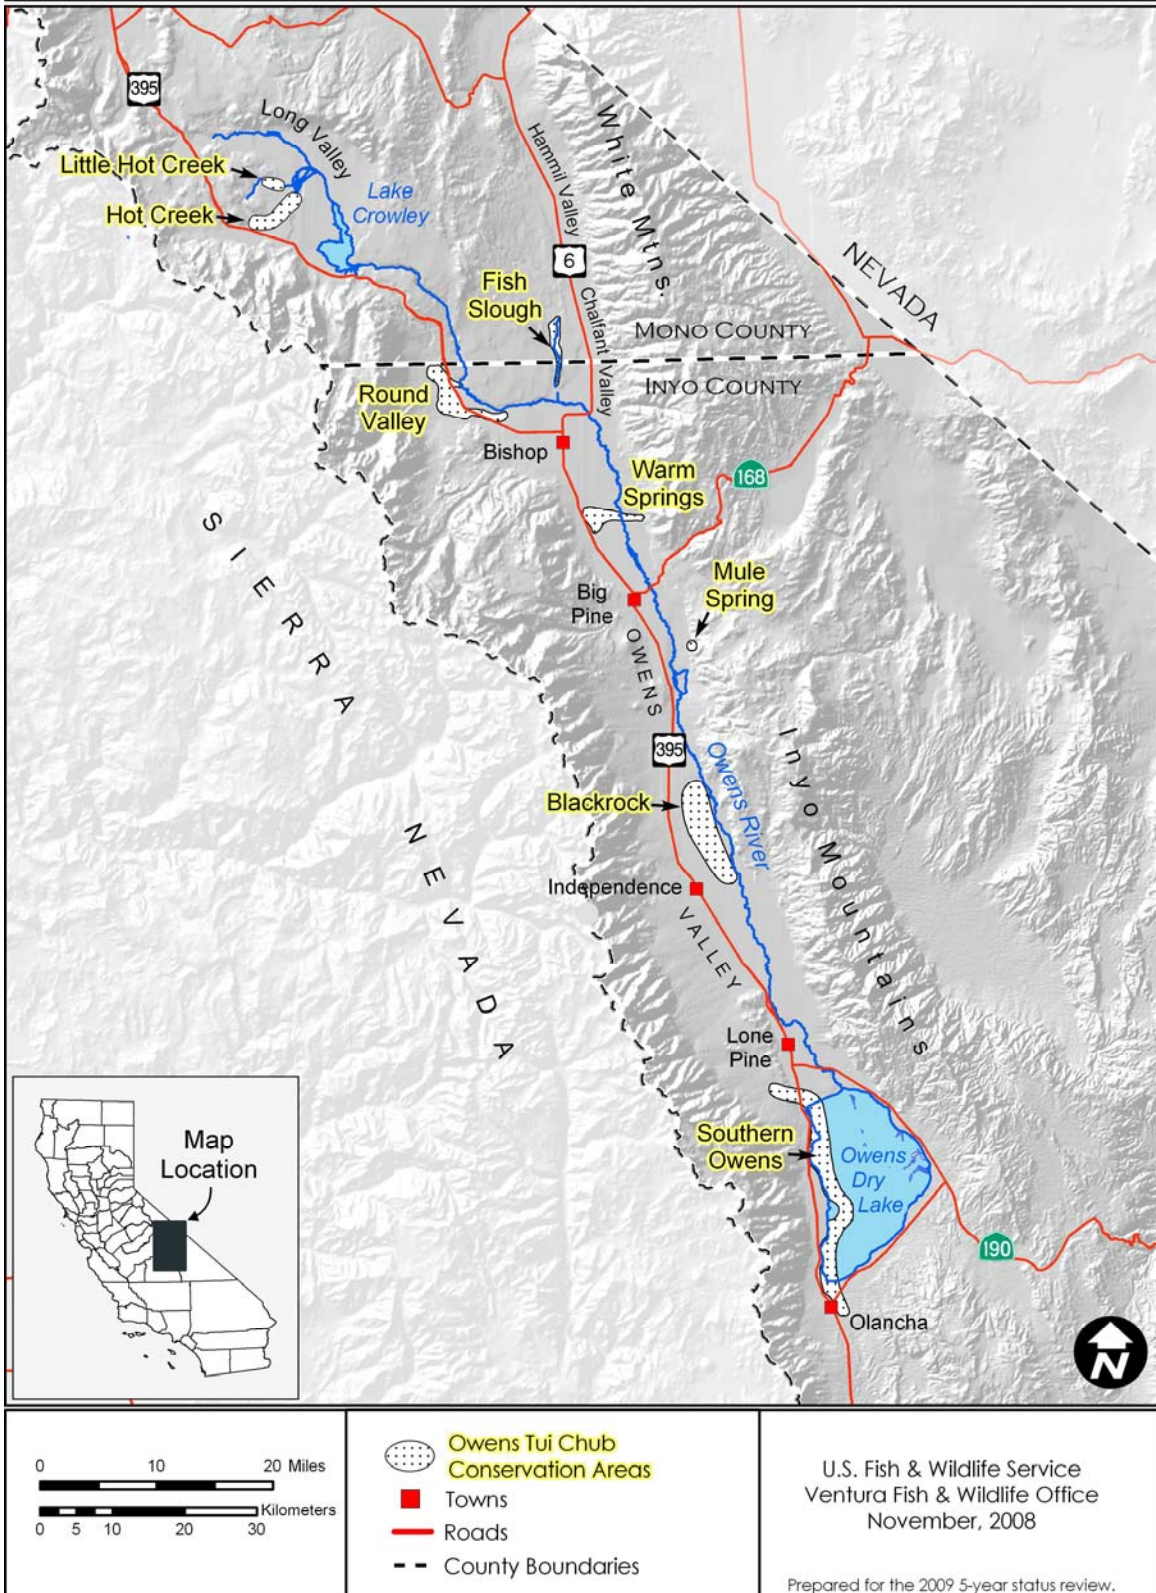 395
Long Valley
Little Hot Creek
Hot Creek
Lake
Crowley
Hammil Valley
White Mtns.
6
Fish
Slough
Chalfant Valley
NEVADA
MONO COUNTY
INYO COUNTY
Round
Valley
Bishop
Warm
Springs
168
SIERRA
NEVADA
Big
Pine
Mule
Spring
OWENS
VALLEY
395
Owens River
Inyo Mountains
Blackrock
Independence
Lone
Pine
Southern
Owens
Owens
Dry
Lake
190
Olancha
N
Map
Location
0 10 20 Miles
Kilometers
0 5 10 20 30
Owens Tui Chub
Conservation Areas
Towns
Roads
County Boundaries
U.S. Fish & Wildlife Service
Ventura Fish & Wildlife Office
November, 2008
Prepared for the 2009 5-year status review.